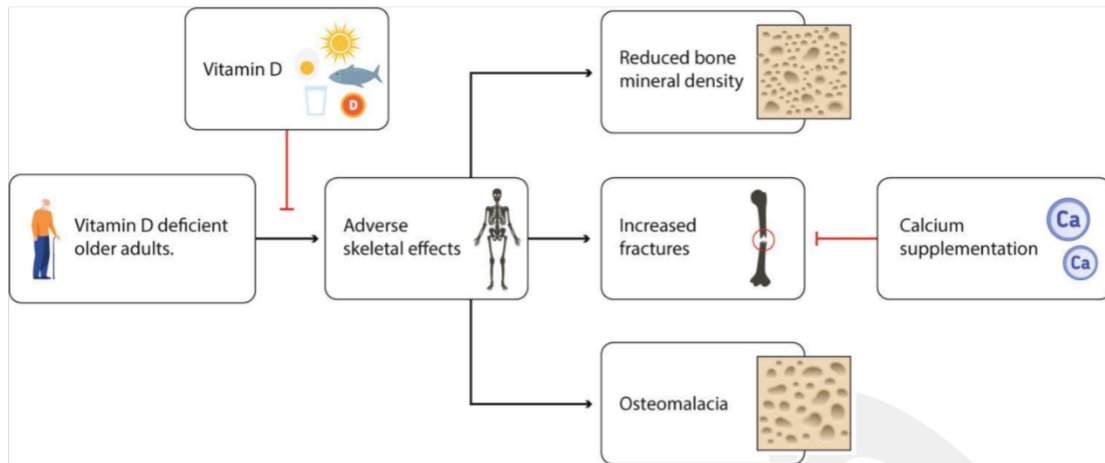 Vitamin D
D
Reduced bone
mineral density
Vitamin D deficient
older adults.
Adverse
skeletal effects
Increased
fractures
Calcium
supplementation
Ca
Ca
Osteomalacia